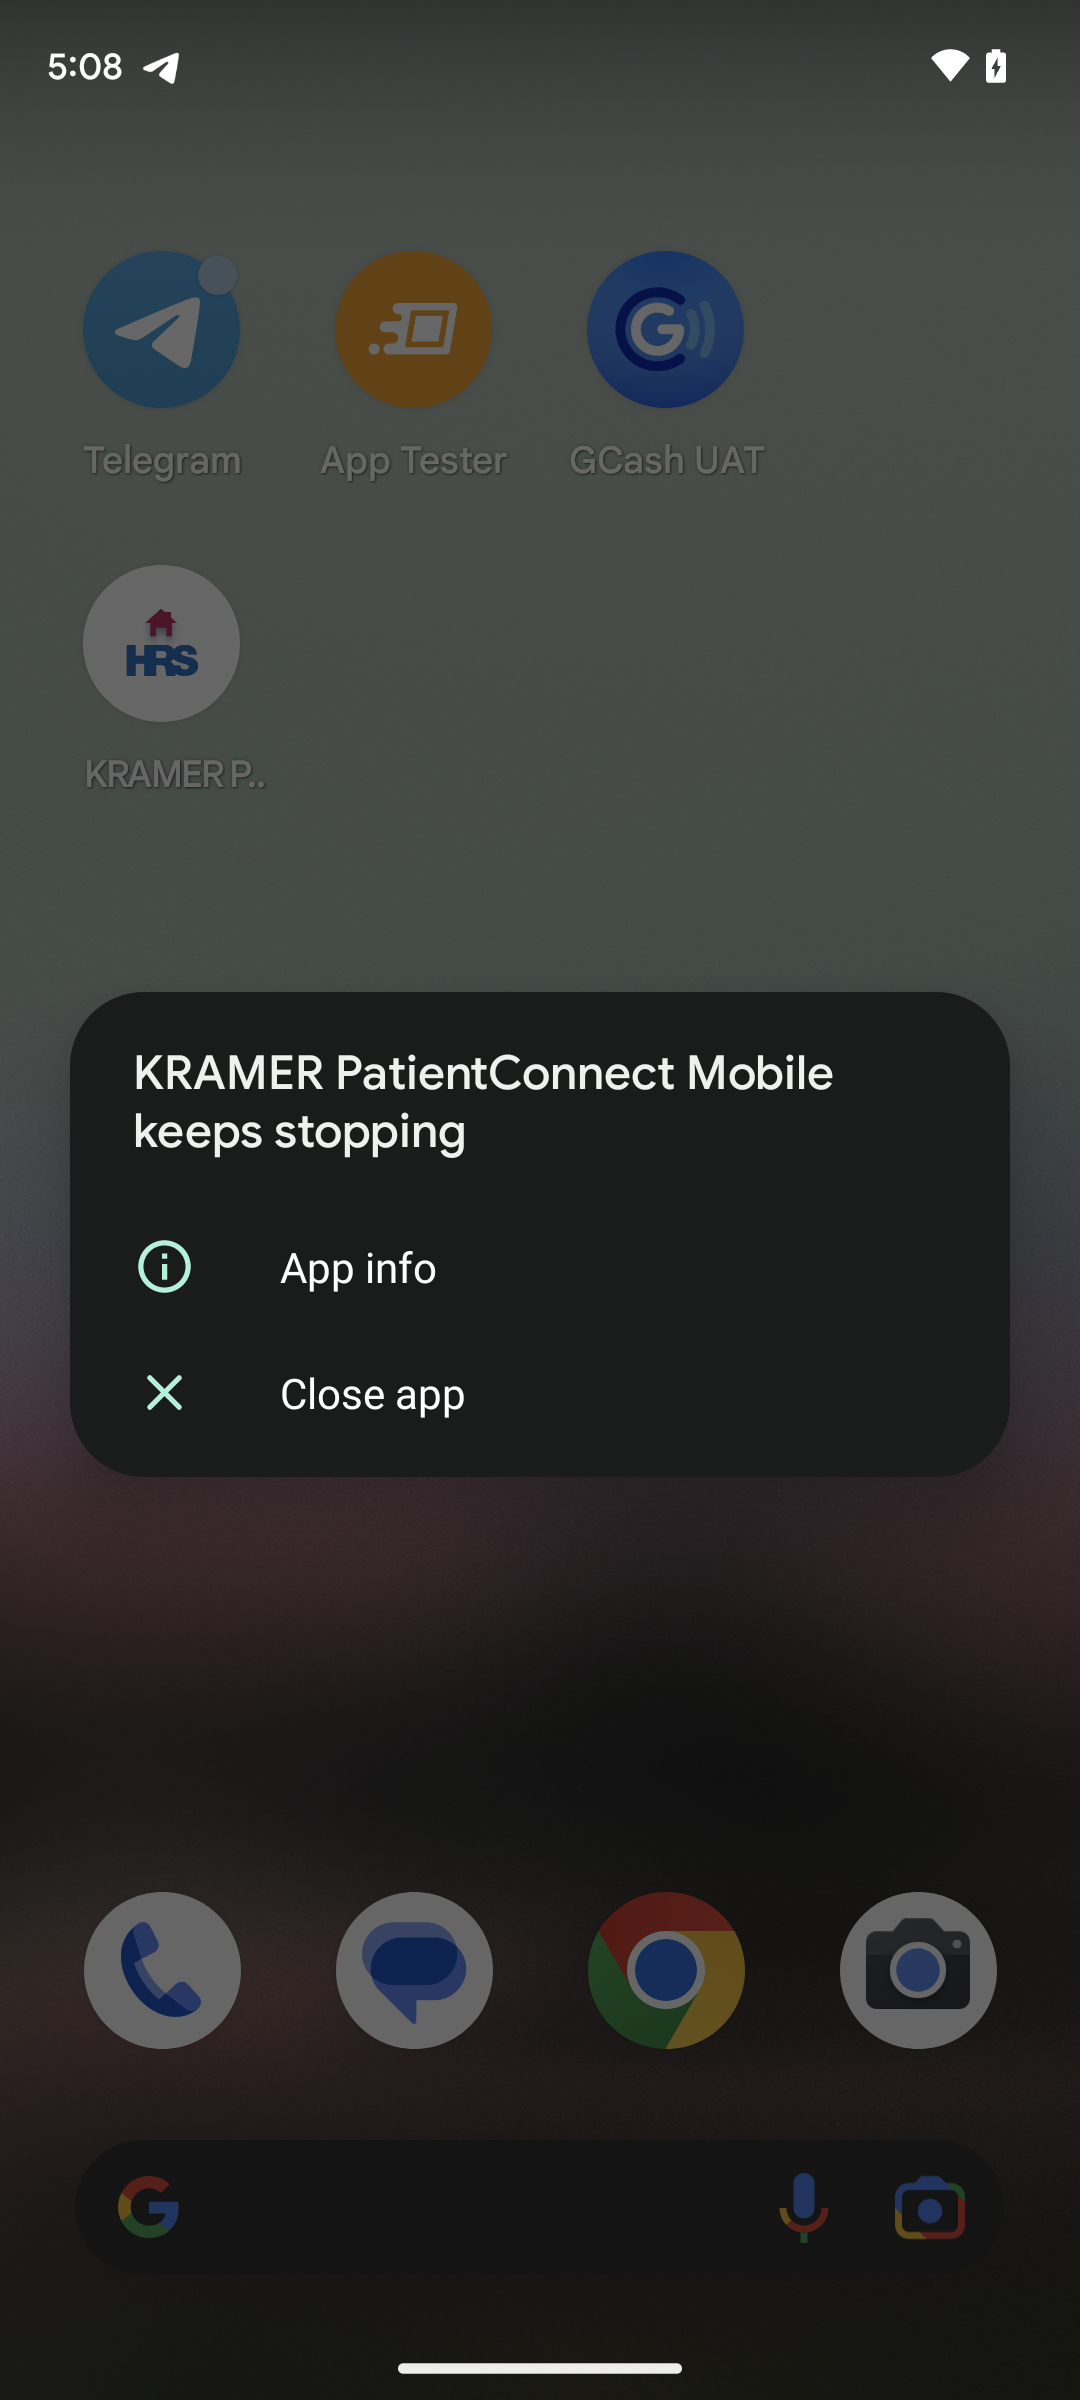 5:08
Telegram
App Tester
GCash UAT
HRS
KRAMER P..
KRAMER PatientConnect Mobile
keeps stopping
App info
Close app